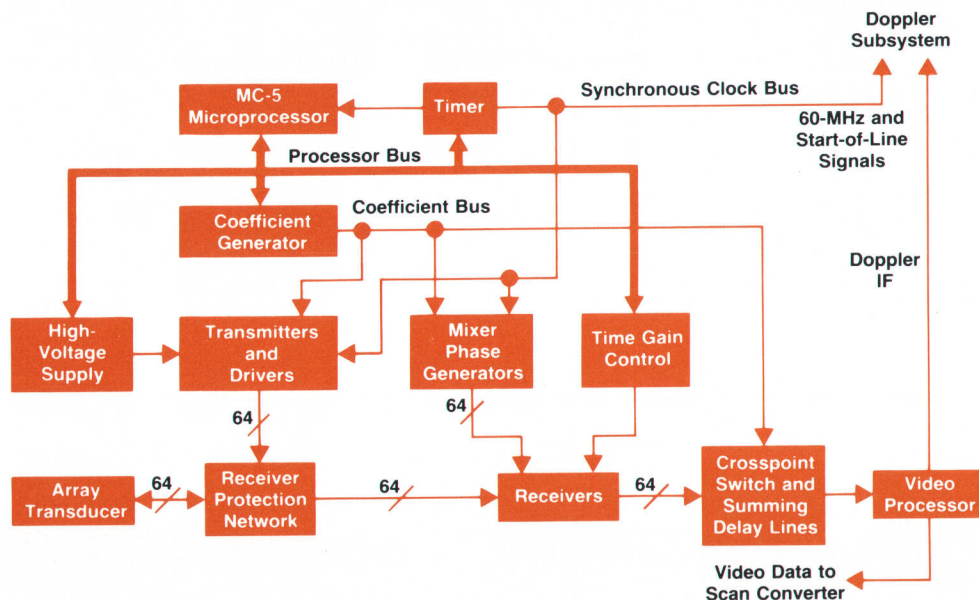 Doppler
Subsystem
MC-5
Microprocessor
Timer
Synchronous Clock Bus
60-MHz and
Start-of-Line
Signals
Processor Bus
Coefficient
Generator
Coefficient Bus
Doppler
IF
High-
Voltage
Supply
Transmitters
and
Drivers
Mixer
Phase
Generators
Time Gain
Control
64
64
Array
Transducer
64
Receiver
Protection
Network
64
Receivers
64
Crosspoint
Switch and
Summing
Delay Lines
Video
Processor
Video Data to
Scan Converter